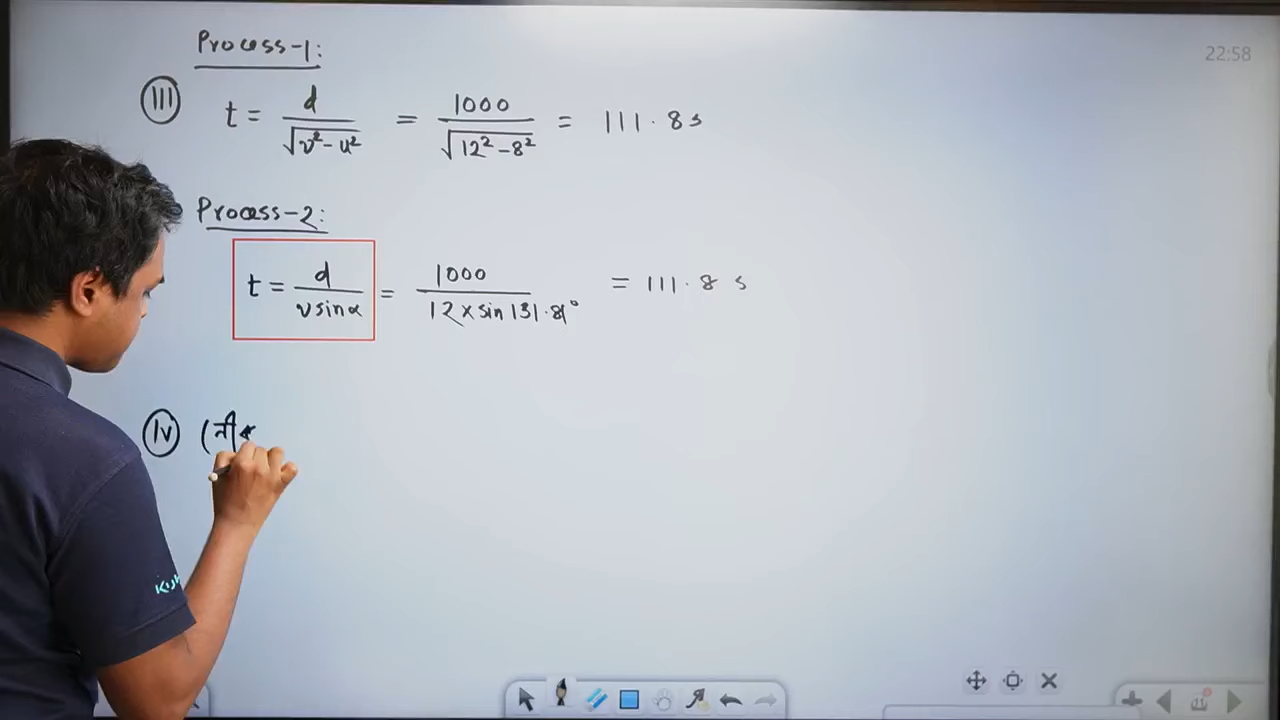 22:58
Process-1:
(iii) t = d / √(v² - u²) = 1000 / √(12² - 8²) = 111.8 s
Process-2:
t = d / v sin α = 1000 / 12 × sin 131.81° = 111.8 s
(iv)